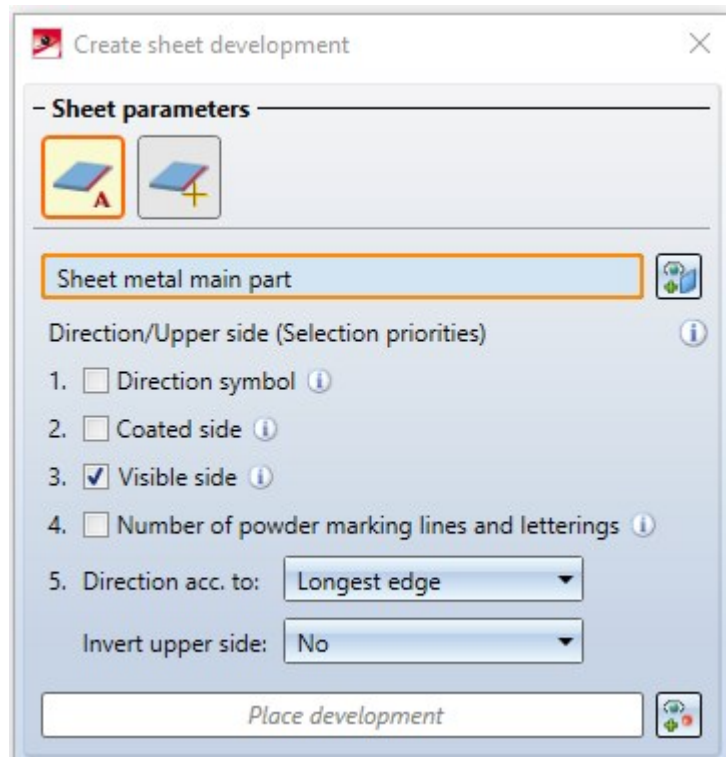 Create sheet development
Sheet parameters
A
Sheet metal main part
Direction/Upper side (Selection priorities)
1. Direction symbol
2. Coated side
3. Visible side
4. Number of powder marking lines and letterings
5. Direction acc. to: Longest edge
Invert upper side: No
Place development